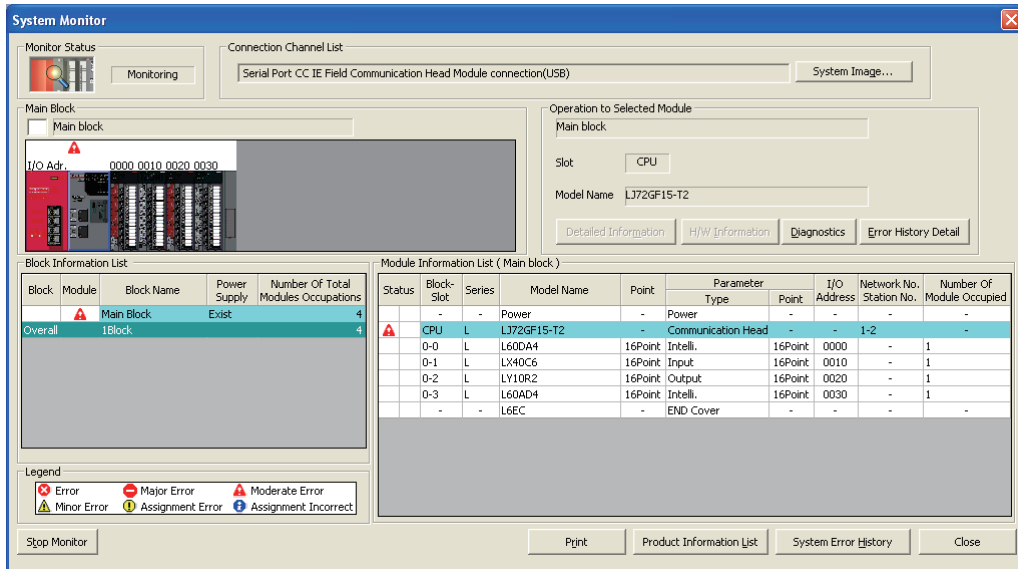 System Monitor
Monitor Status
Monitoring
Connection Channel List
Serial Port CC IE Field Communication Head Module connection(USB)
System Image...
Main Block
Main block
I/O Adr. 0000 0010 0020 0030
Operation to Selected Module
Main block
Slot CPU
Model Name LJ72GF15-T2
Detailed Information H/W Information Diagnostics Error History Detail
Block Information List
Block Module Block Name Power Supply Number Of Total Modules Occupations
Main Block Exist 4
Overall 1Block 4
Module Information List ( Main block )
Status Block-Slot Series Model Name Point Parameter Type Point I/O Address Network No. Station No. Number Of Module Occupied
- - Power - Power - - - -
CPU L LJ72GF15-T2 - Communication Head - - 1-2 -
0-0 L L60DA4 16Point Intelli. 16Point 0000 - 1
0-1 L LX40C6 16Point Input 16Point 0010 - 1
0-2 L LY10R2 16Point Output 16Point 0020 - 1
0-3 L L60AD4 16Point Intelli. 16Point 0030 - 1
- - L6EC - END Cover - - - -
Legend
Error Major Error Moderate Error
Minor Error Assignment Error Assignment Incorrect
Stop Monitor Print Product Information List System Error History Close